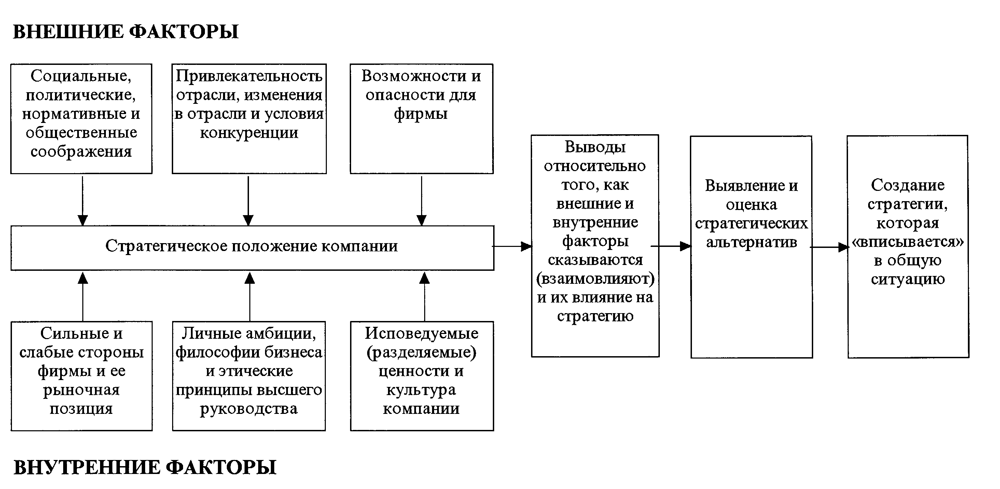 ВНЕШНИЕ ФАКТОРЫ
Социальные,
политические,
нормативные и
общественные
соображения
Привлекательность
отрасли, изменения
в отрасли и условия
конкуренции
Возможности и
опасности для
фирмы
Стратегическое положение компании
Сильные и
слабые стороны
фирмы и ее
рыночная
позиция
Личные амбиции,
философии бизнеса
и этические
принципы высшего
руководства
Исповедуемые
(разделяемые)
ценности и
культура
компании
Выводы
относительно
того, как
внешние и
внутренние
факторы
сказываются
(взаимовлияют)
и их влияние на
стратегию
Выявление и
оценка
стратегических
альтернатив
Создание
стратегии,
которая
«вписывается»
в общую
ситуацию
ВНУТРЕННИЕ ФАКТОРЫ